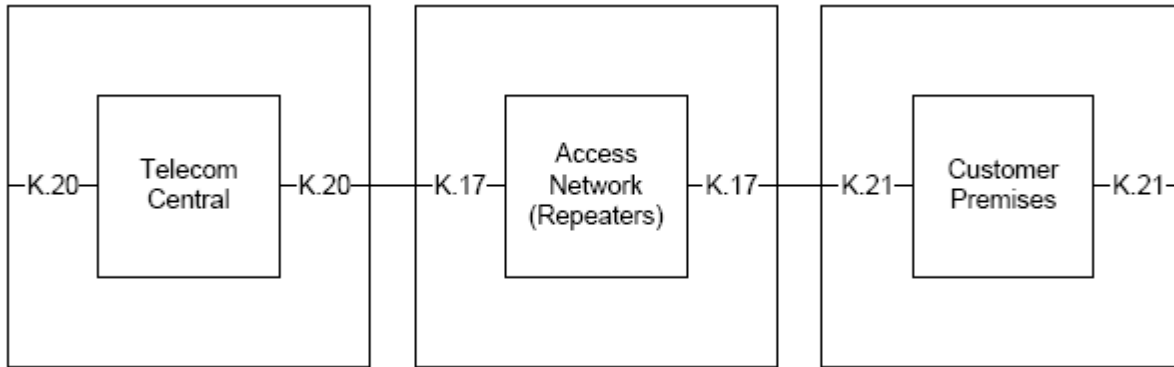 K.20
Telecom
Central
K.20
K.17
Access
Network
(Repeaters)
K.17
K.21
Customer
Premises
K.21